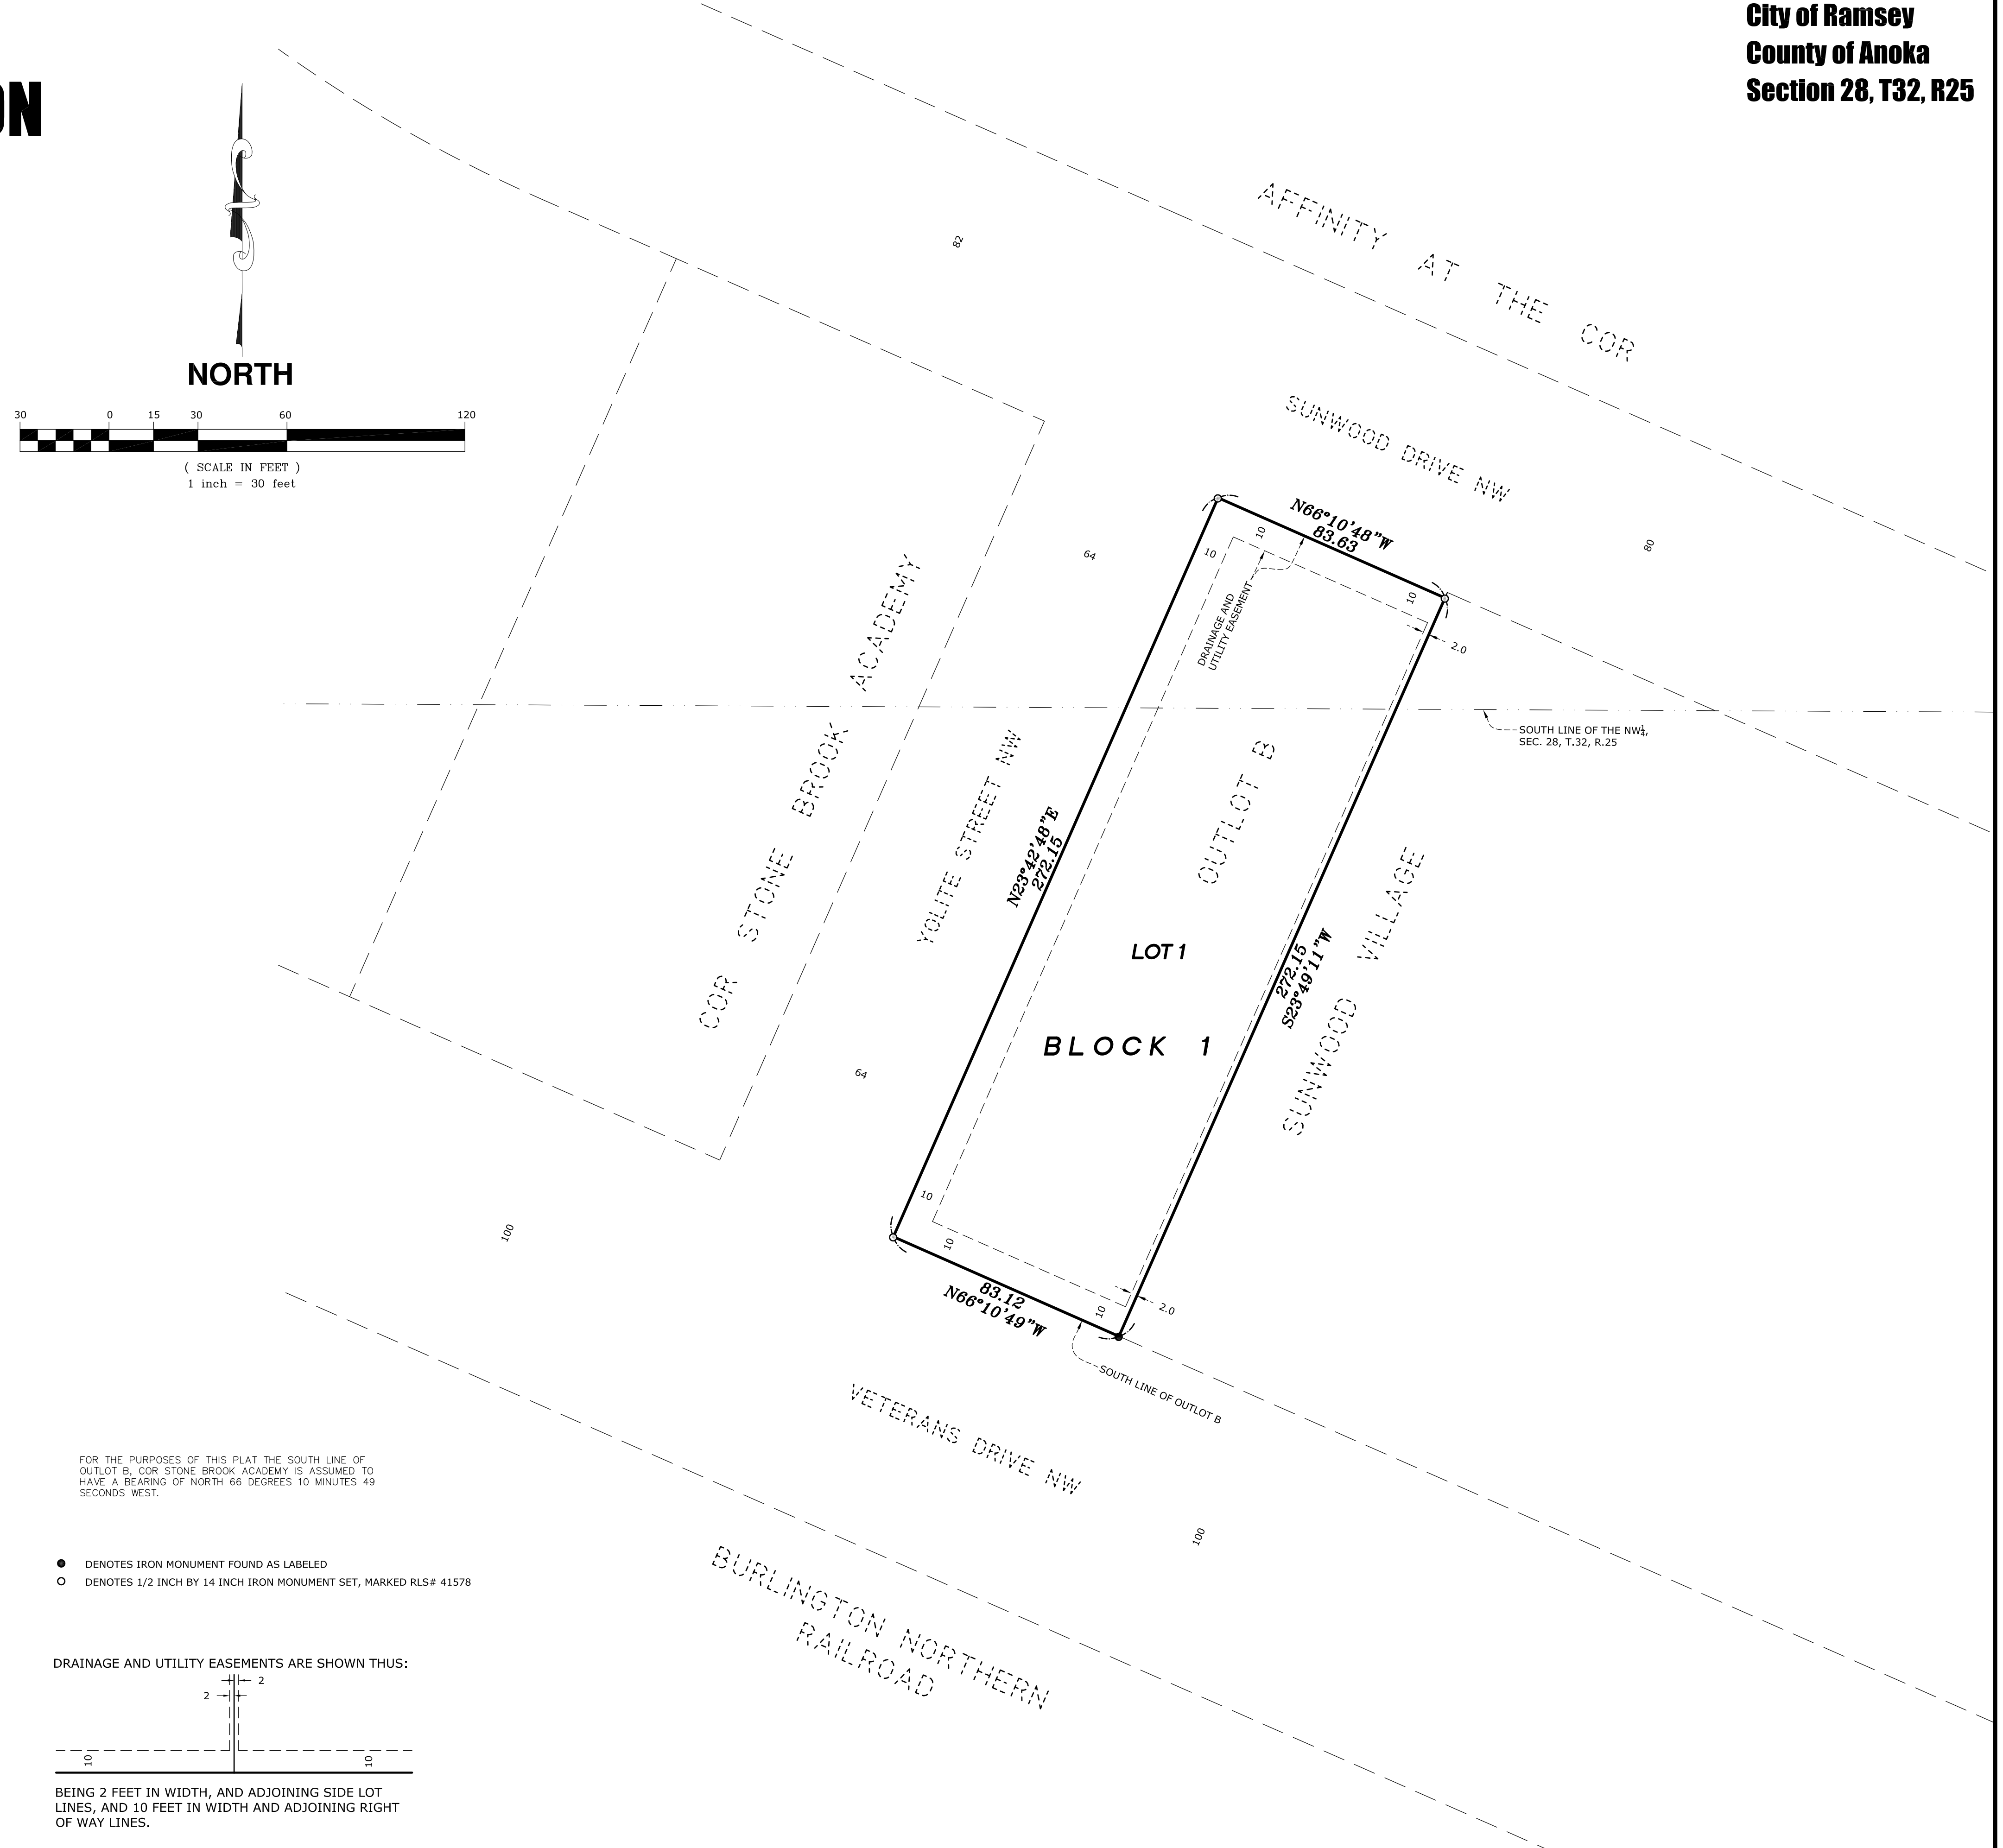 City of Ramsey
County of Anoka
Section 28, T32, R25
ON
NORTH
30 0 15 30 60 120
( SCALE IN FEET )
1 inch = 30 feet
AFFINITY AT THE COR
82
SUNWOOD DRIVE NW
80
N66°10'48"W
83.63
64
10
10
10
2.0
DRAINAGE AND
UTILITY EASEMENT
SOUTH LINE OF THE NW1/4,
SEC. 28, T.32, R.25
COR STONE BROOK ACADEMY
YOLITE STREET NW
N23°42'48"E
272.15
OUTLOT B
LOT 1
BLOCK 1
272.15
S23°49'11"W
SUNWOOD VILLAGE
64
10
10
10
2.0
100
83.12
N66°10'49"W
SOUTH LINE OF OUTLOT B
VETERANS DRIVE NW
100
BURLINGTON NORTHERN
RAILROAD
FOR THE PURPOSES OF THIS PLAT THE SOUTH LINE OF
OUTLOT B, COR STONE BROOK ACADEMY IS ASSUMED TO
HAVE A BEARING OF NORTH 66 DEGREES 10 MINUTES 49
SECONDS WEST.
DENOTES IRON MONUMENT FOUND AS LABELED
DENOTES 1/2 INCH BY 14 INCH IRON MONUMENT SET, MARKED RLS# 41578
DRAINAGE AND UTILITY EASEMENTS ARE SHOWN THUS:
2
2
10
10
BEING 2 FEET IN WIDTH, AND ADJOINING SIDE LOT
LINES, AND 10 FEET IN WIDTH AND ADJOINING RIGHT
OF WAY LINES.